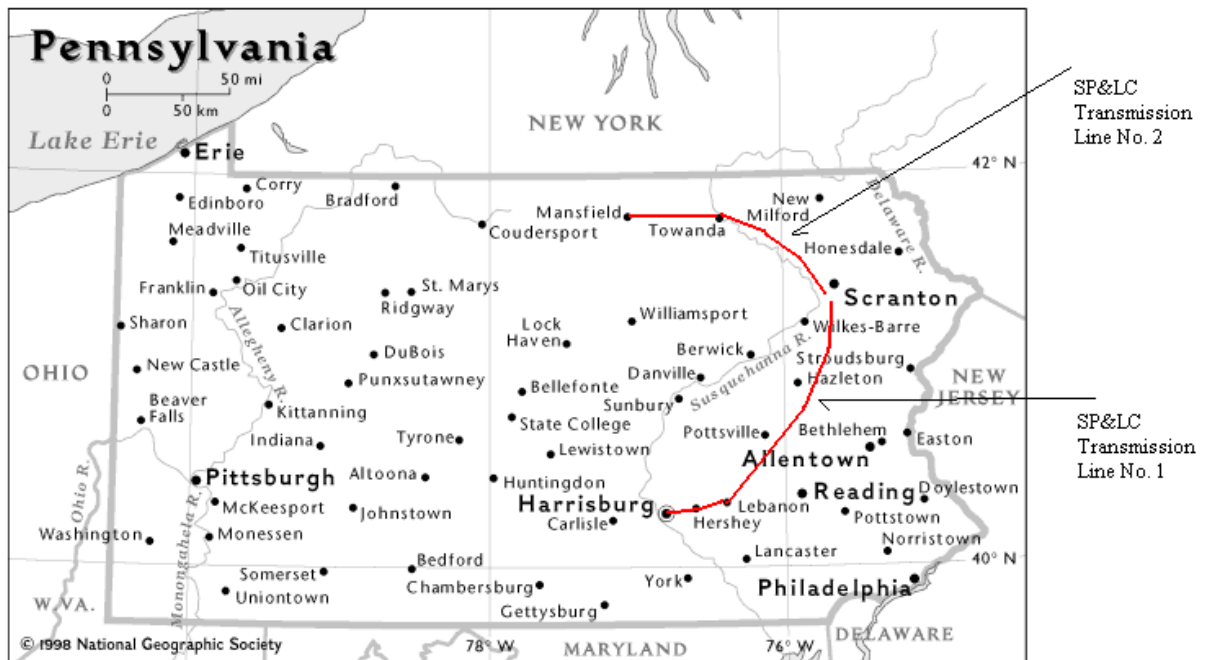 Pennsylvania
0 50 mi
0 50 km
Lake Erie
NEW YORK
SP&LC
Transmission
Line No. 2
42° N
Erie
Corry
Edinboro
Bradford
Mansfield
Coudersport
Towanda
New
Milford
Delaware R.
Meadville
Titusville
Honesdale
Franklin
Oil City
St. Marys
Ridgway
Scranton
Sharon
Allegheny R.
Clarion
Williamsport
Wilkes-Barre
Lock
Haven
Berwick
Susquehanna R.
Stroudsburg
OHIO
New Castle
DuBois
Punxsutawney
Bellefonte
Danville
Hazleton
NEW
JERSEY
Beaver
Falls
Kittanning
State College
Sunbury
SP&LC
Transmission
Line No. 1
Indiana
Tyrone
Lewistown
Pottsville
Bethlehem
Easton
Allentown
Ohio R.
Pittsburgh
Altoona
Huntingdon
Harrisburg
Reading
Doylestown
McKeesport
Johnstown
Carlisle
Hershey
Lebanon
Pottstown
Washington
Monessen
Norristown
Monongahela R.
Bedford
Lancaster
40° N
Somerset
Chambersburg
York
Philadelphia
W.VA.
Uniontown
Gettysburg
© 1998 National Geographic Society
78° W
MARYLAND
76° W
DELAWARE